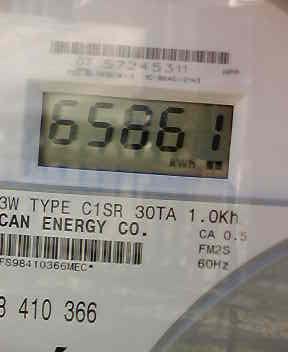 65861
kWh
3W TYPE C1SR 30TA 1.0Kh
CAN ENERGY CO.
CA 0.5
FM2S
60Hz
FS98410366MEC*
8 410 366